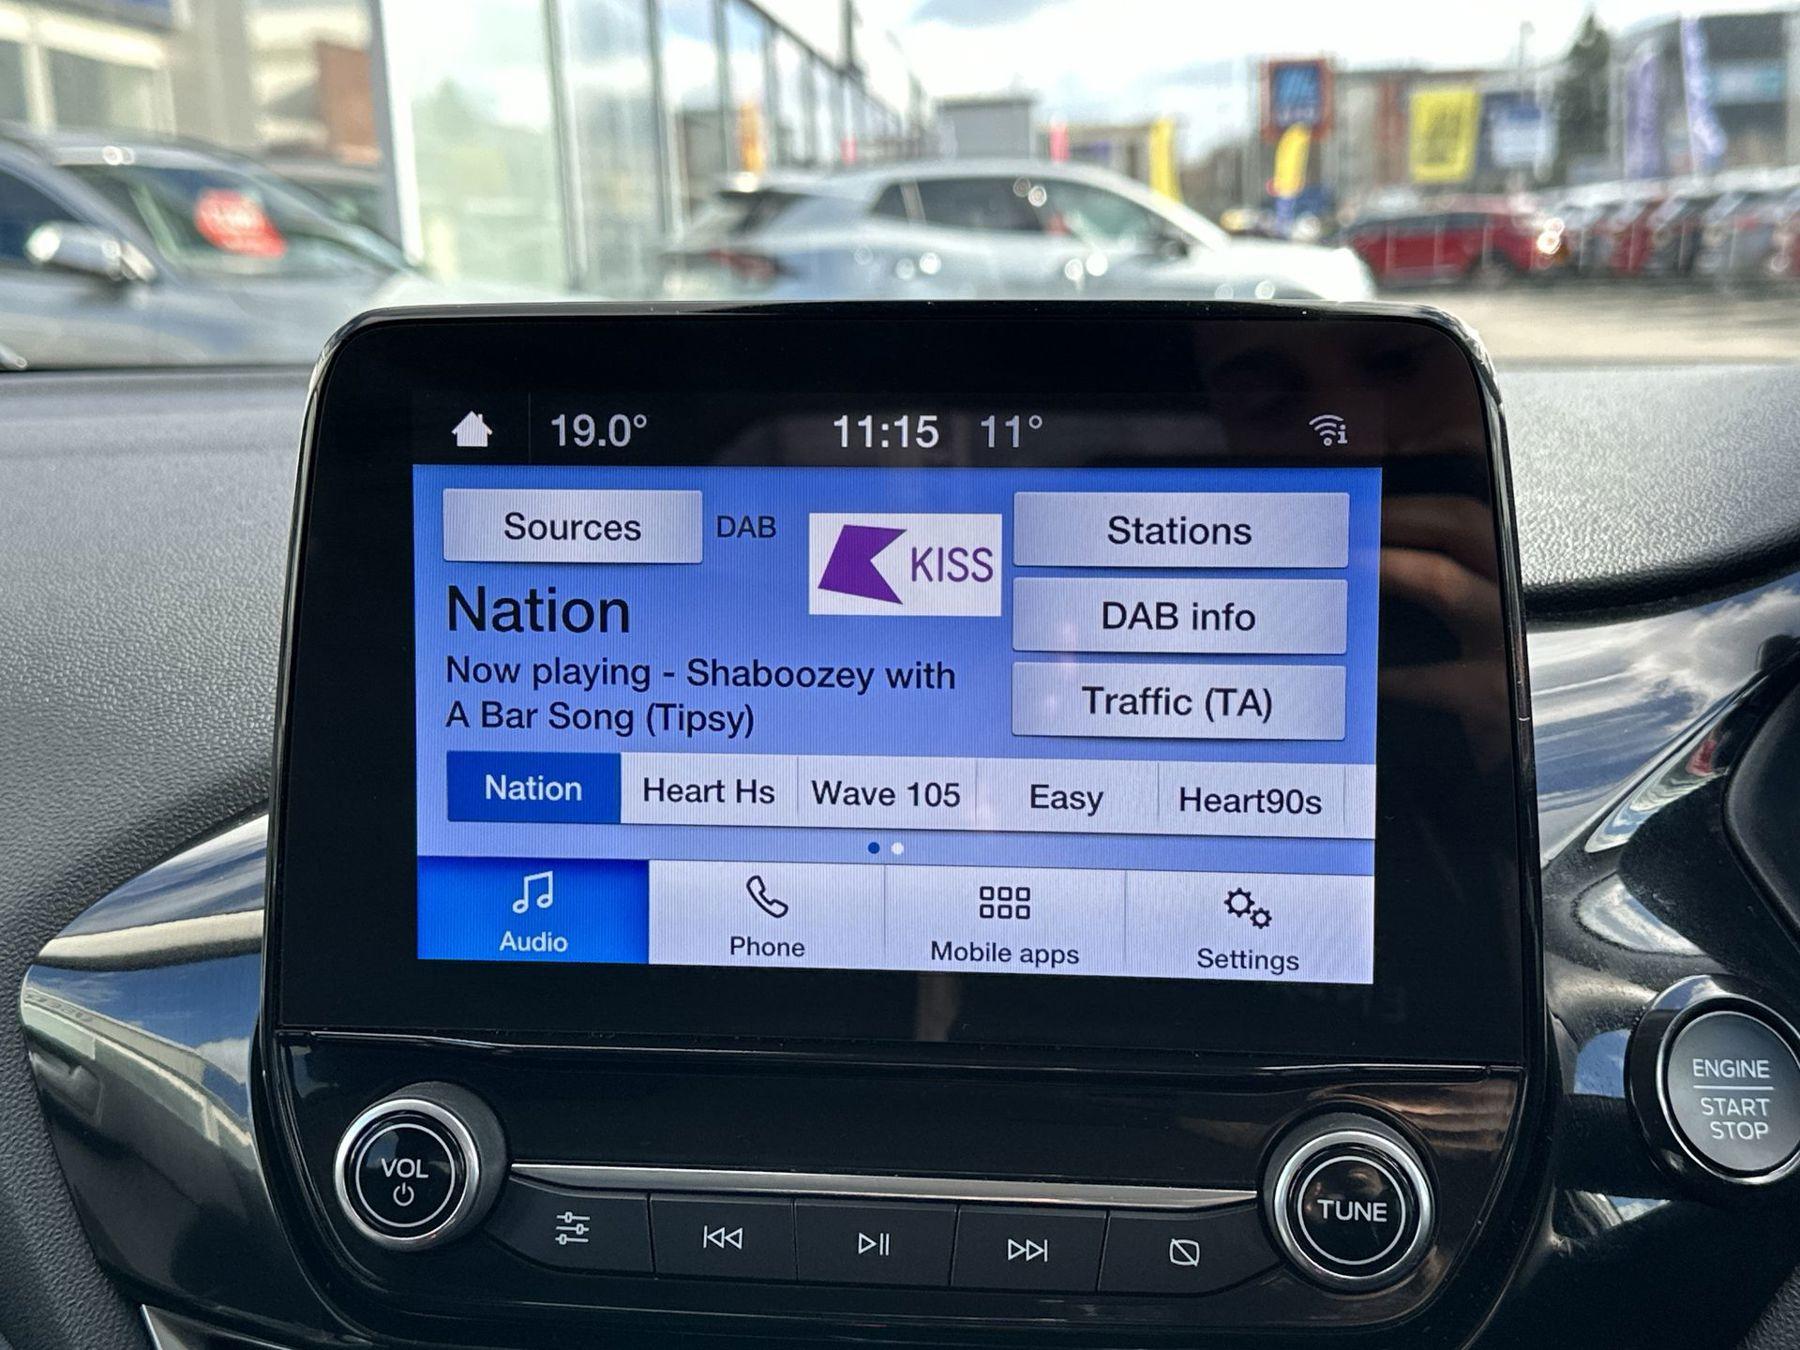 19.0° 11:15 11°
Sources DAB KISS Stations
Nation DAB info
Now playing - Shaboozey with
A Bar Song (Tipsy)
Traffic (TA)
Nation Heart Hs Wave 105 Easy Heart90s
Audio Phone Mobile apps Settings
VOL
TUNE
ENGINE
START
STOP